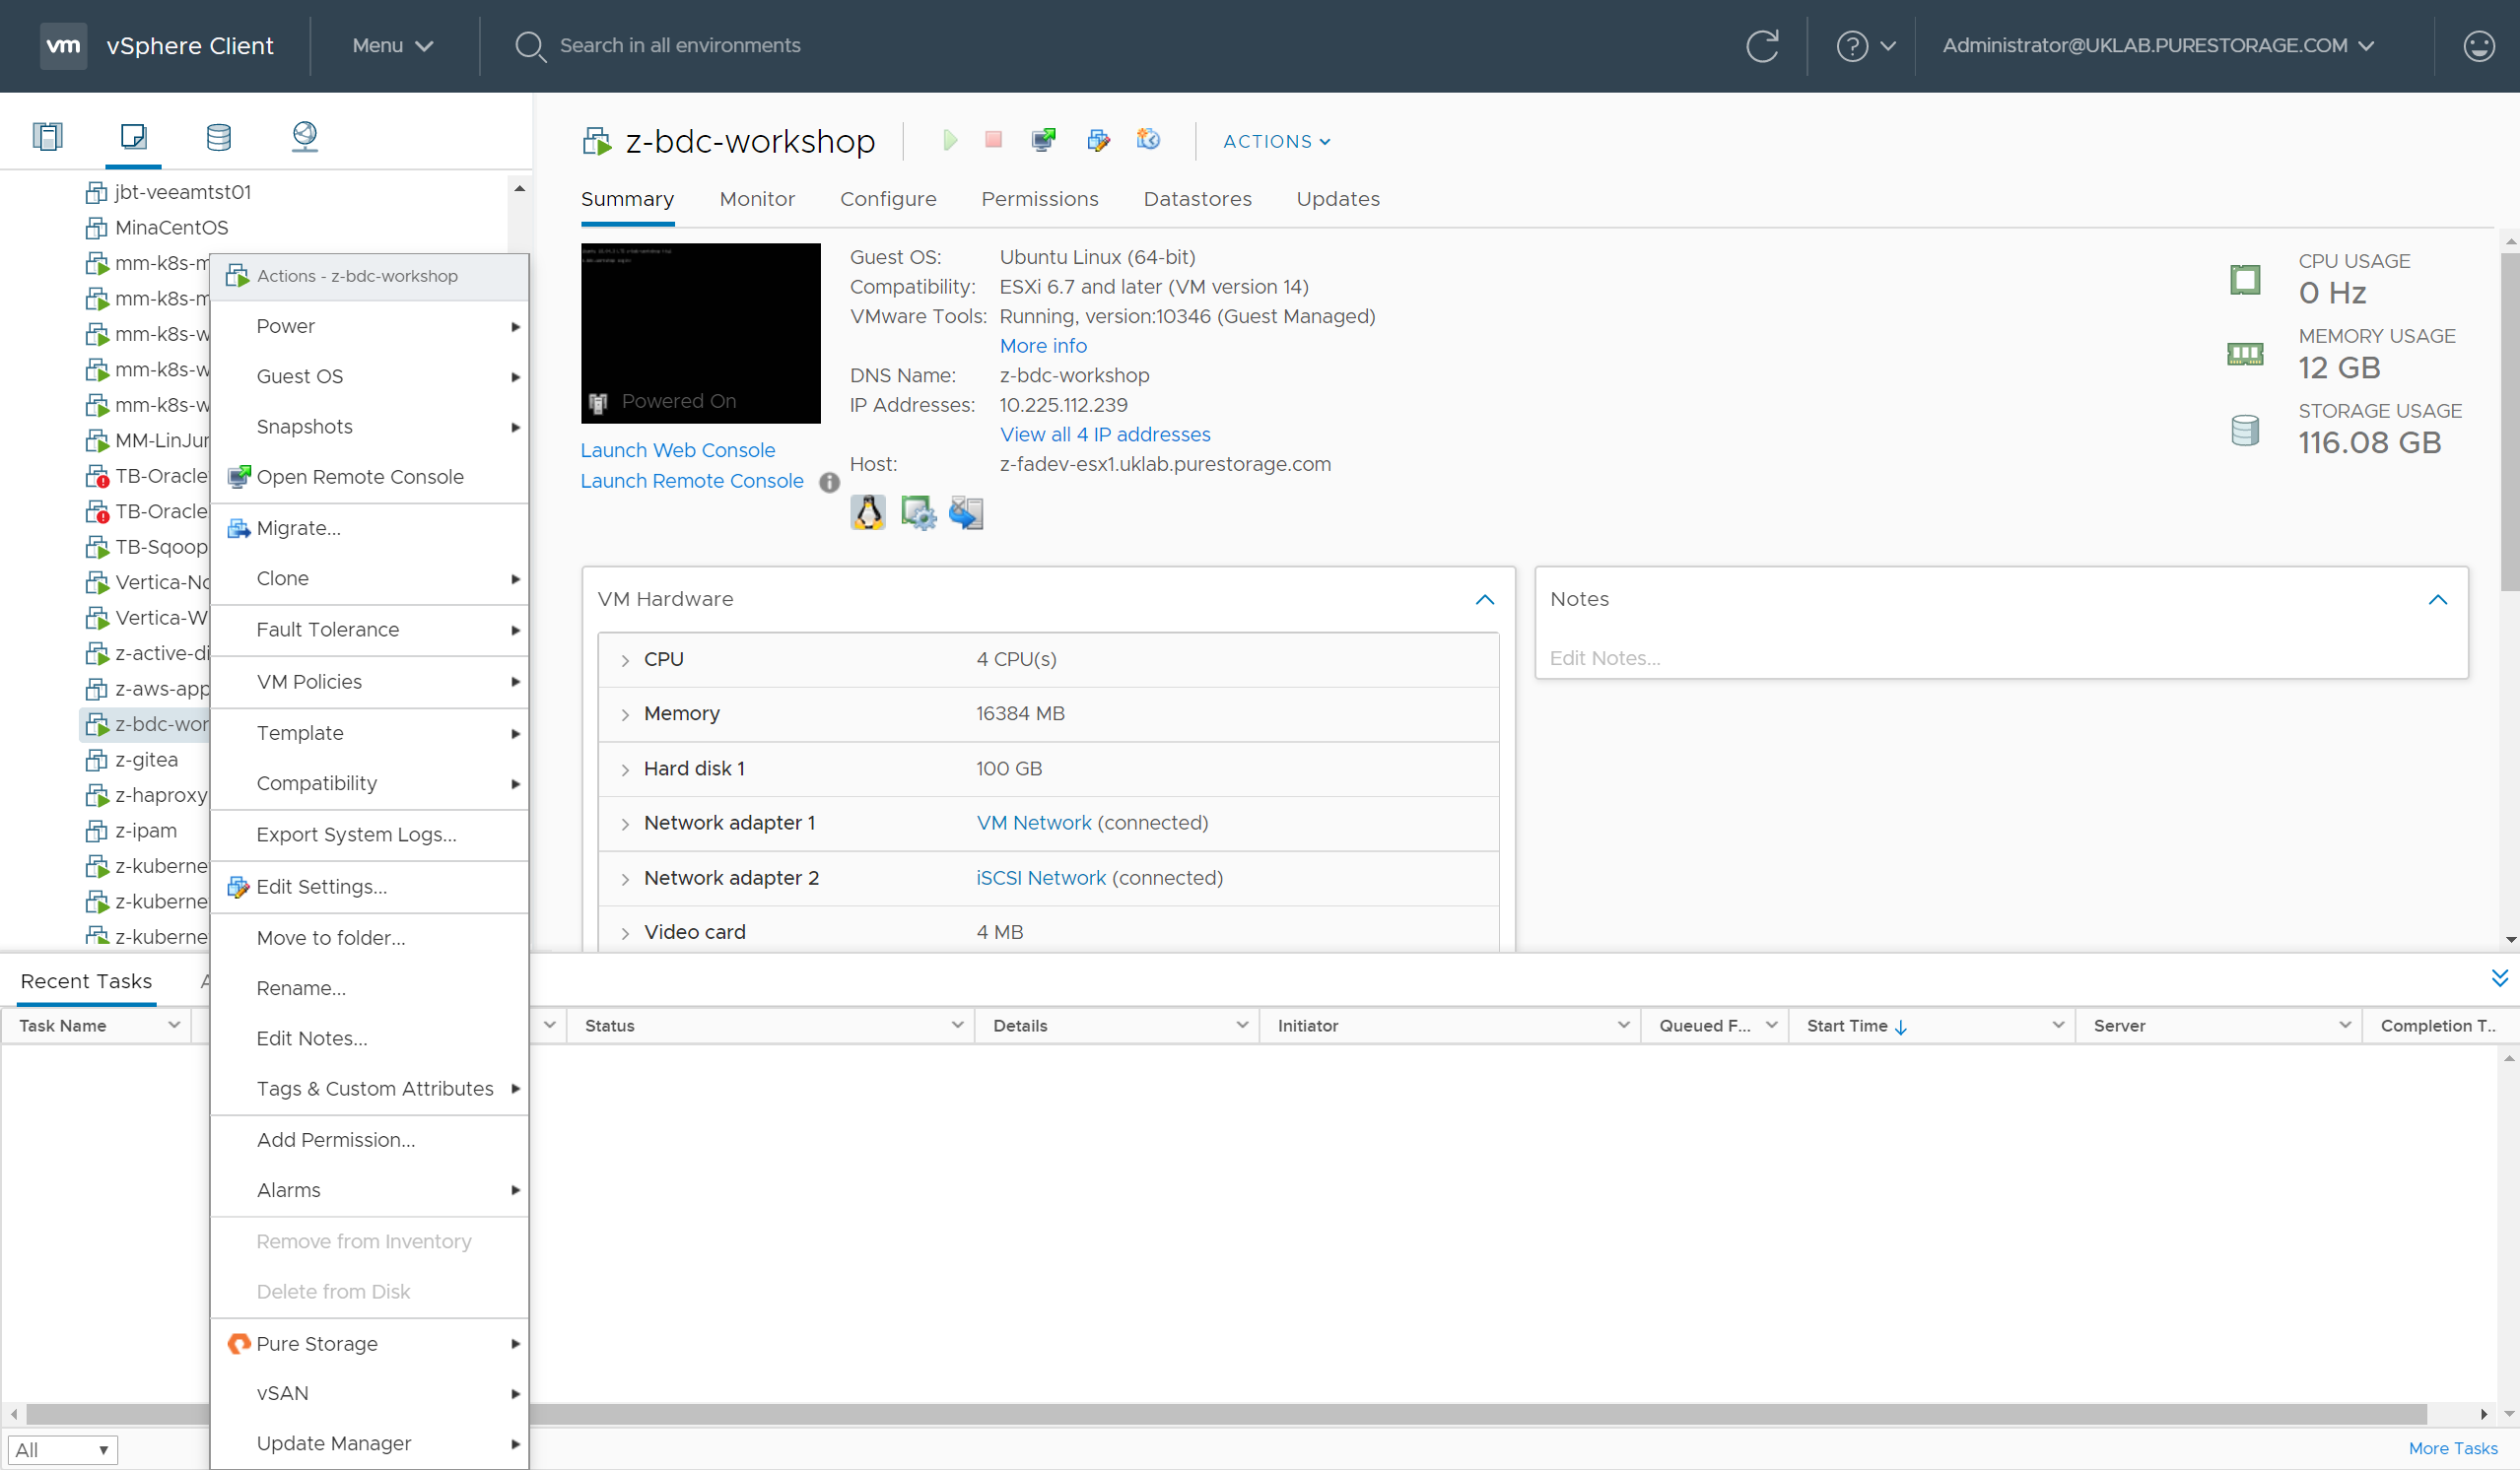 vm vSphere Client Menu Search in all environments Administrator@UKLAB.PURESTORAGE.COM
jbt-veeamtst01
MinaCentOS
mm-k8s-m
mm-k8s-m
mm-k8s-w
mm-k8s-w
mm-k8s-w
MM-LinJur
TB-Oracle
TB-Oracle
TB-Sqoop
Vertica-No
Vertica-W
z-active-di
z-aws-app
z-bdc-wor
z-gitea
z-haproxy
z-ipam
z-kuberne
z-kuberne
z-kuberne
Actions - z-bdc-workshop
Power
Guest OS
Snapshots
Open Remote Console
Migrate...
Clone
Fault Tolerance
VM Policies
Template
Compatibility
Export System Logs...
Edit Settings...
Move to folder...
Rename...
Edit Notes...
Tags & Custom Attributes
Add Permission...
Alarms
Remove from Inventory
Delete from Disk
Pure Storage
vSAN
Update Manager
z-bdc-workshop ACTIONS
Summary Monitor Configure Permissions Datastores Updates
Powered On
Launch Web Console
Launch Remote Console
Guest OS: Ubuntu Linux (64-bit)
Compatibility: ESXi 6.7 and later (VM version 14)
VMware Tools: Running, version:10346 (Guest Managed)
More info
DNS Name: z-bdc-workshop
IP Addresses: 10.225.112.239
View all 4 IP addresses
Host: z-fadev-esx1.uklab.purestorage.com
CPU USAGE
0 Hz
MEMORY USAGE
12 GB
STORAGE USAGE
116.08 GB
VM Hardware
CPU 4 CPU(s)
Memory 16384 MB
Hard disk 1 100 GB
Network adapter 1 VM Network (connected)
Network adapter 2 iSCSI Network (connected)
Video card 4 MB
Notes
Edit Notes...
Recent Tasks A
Task Name Status Details Initiator Queued F... Start Time Server Completion T..
All
More Tasks